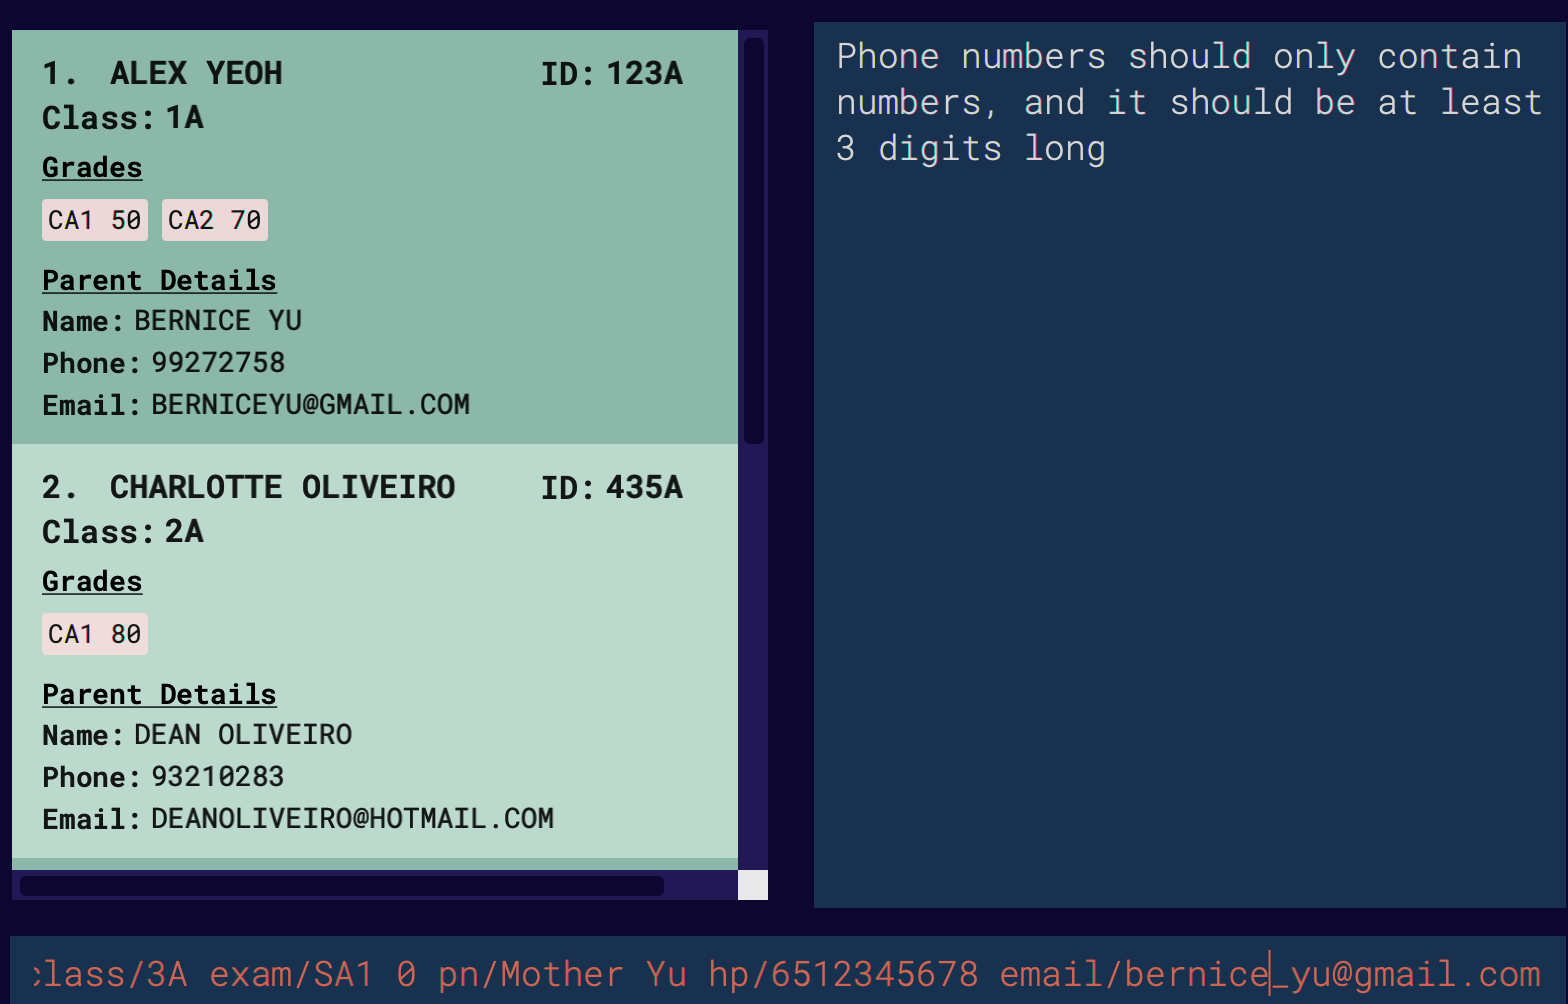 1. ALEX YEOH ID: 123A
Class: 1A
Grades
CA1 50 CA2 70
Parent Details
Name: BERNICE YU
Phone: 99272758
Email: BERNICEYU@GMAIL.COM
2. CHARLOTTE OLIVEIRO ID: 435A
Class: 2A
Grades
CA1 80
Parent Details
Name: DEAN OLIVEIRO
Phone: 93210283
Email: DEANOLIVEIRO@HOTMAIL.COM
Phone numbers should only contain
numbers, and it should be at least
3 digits long
class/3A exam/SA1 0 pn/Mother Yu hp/6512345678 email/bernice_yu@gmail.com